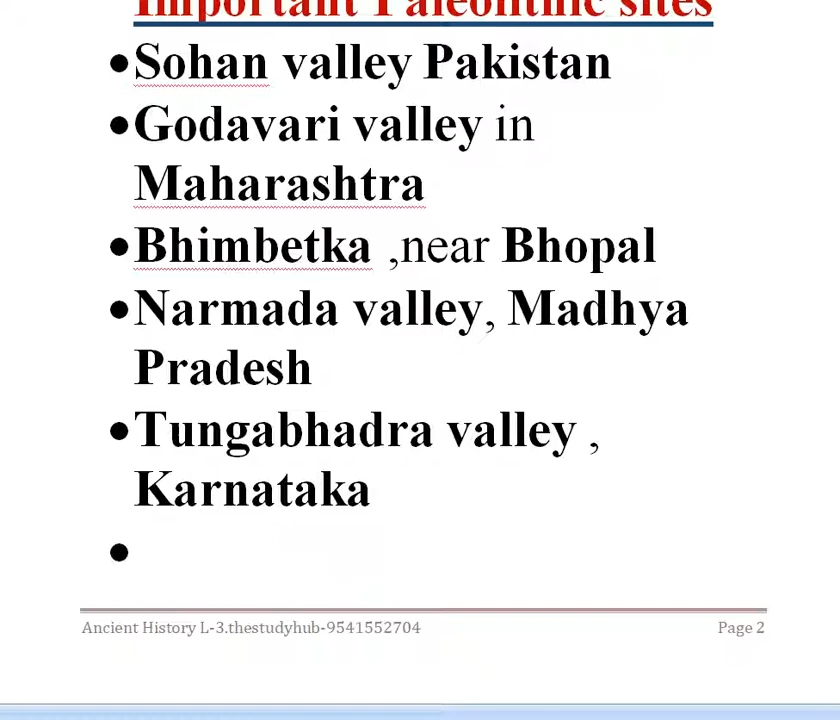 Important Paleolithic sites
•Sohan valley Pakistan
•Godavari valley in
Maharashtra
•Bhimbetka ,near Bhopal
•Narmada valley, Madhya
Pradesh
•Tungabhadra valley ,
Karnataka
•
Ancient History L-3.thestudyhub-9541552704 Page 2